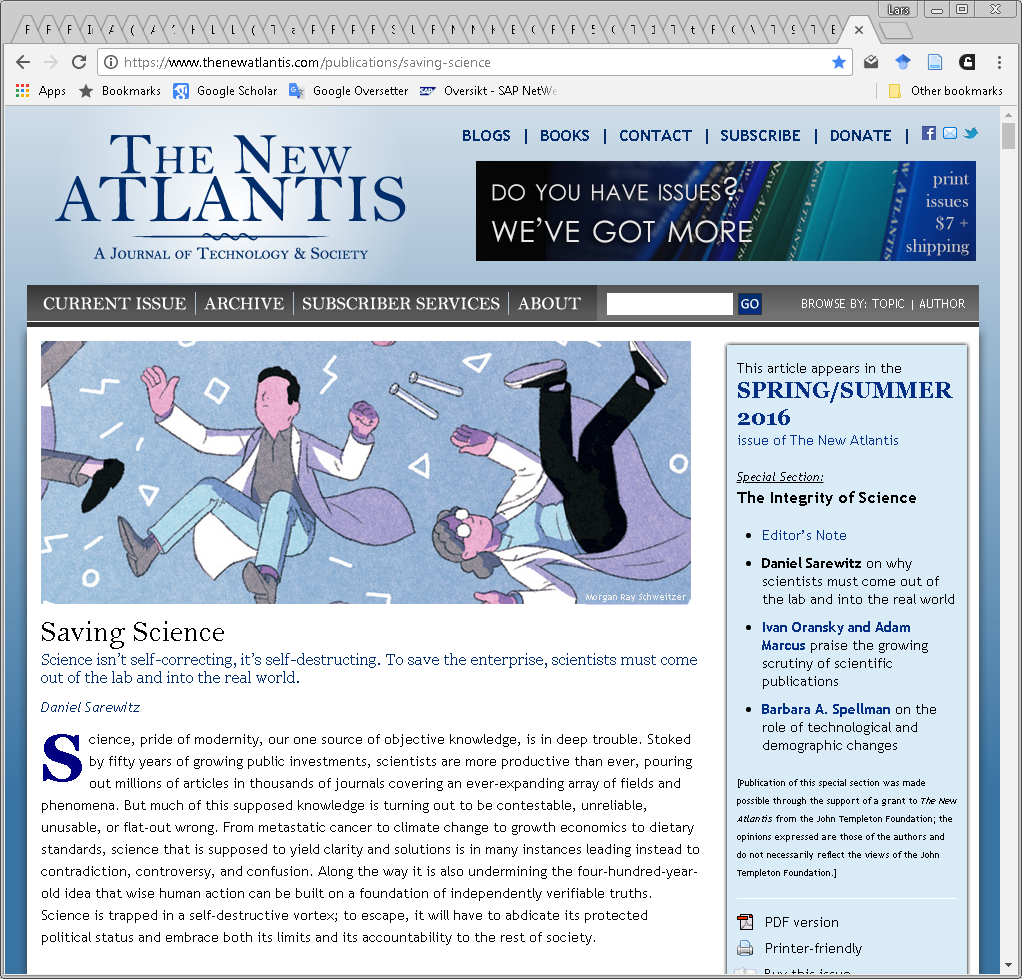 Lars
https://www.thenewatlantis.com/publications/saving-science
Apps Bookmarks Google Scholar Google Oversetter Oversikt - SAP NetWe Other bookmarks
BLOGS | BOOKS | CONTACT | SUBSCRIBE | DONATE |
THE NEW
ATLANTIS
A JOURNAL OF TECHNOLOGY & SOCIETY
DO YOU HAVE ISSUES?
WE'VE GOT MORE
print
issues
$7 +
shipping
CURRENT ISSUE | ARCHIVE | SUBSCRIBER SERVICES | ABOUT GO BROWSE BY: TOPIC | AUTHOR
Morgan Ray Schweitzer
Saving Science
Science isn't self-correcting, it's self-destructing. To save the enterprise, scientists must come
out of the lab and into the real world.
Daniel Sarewitz
Science, pride of modernity, our one source of objective knowledge, is in deep trouble. Stoked
by fifty years of growing public investments, scientists are more productive than ever, pouring
out millions of articles in thousands of journals covering an ever-expanding array of fields and
phenomena. But much of this supposed knowledge is turning out to be contestable, unreliable,
unusable, or flat-out wrong. From metastatic cancer to climate change to growth economics to dietary
standards, science that is supposed to yield clarity and solutions is in many instances leading instead to
contradiction, controversy, and confusion. Along the way it is also undermining the four-hundred-year-
old idea that wise human action can be built on a foundation of independently verifiable truths.
Science is trapped in a self-destructive vortex; to escape, it will have to abdicate its protected
political status and embrace both its limits and its accountability to the rest of society.
This article appears in the
SPRING/SUMMER
2016
issue of The New Atlantis
Special Section:
The Integrity of Science
• Editor's Note
• Daniel Sarewitz on why
scientists must come out of
the lab and into the real world
• Ivan Oransky and Adam
Marcus praise the growing
scrutiny of scientific
publications
• Barbara A. Spellman on the
role of technological and
demographic changes
[Publication of this special section was made
possible through the support of a grant to The New
Atlantis from the John Templeton Foundation; the
opinions expressed are those of the authors and
do not necessarily reflect the views of the John
Templeton Foundation.]
PDF version
Printer-friendly
Buy this issue